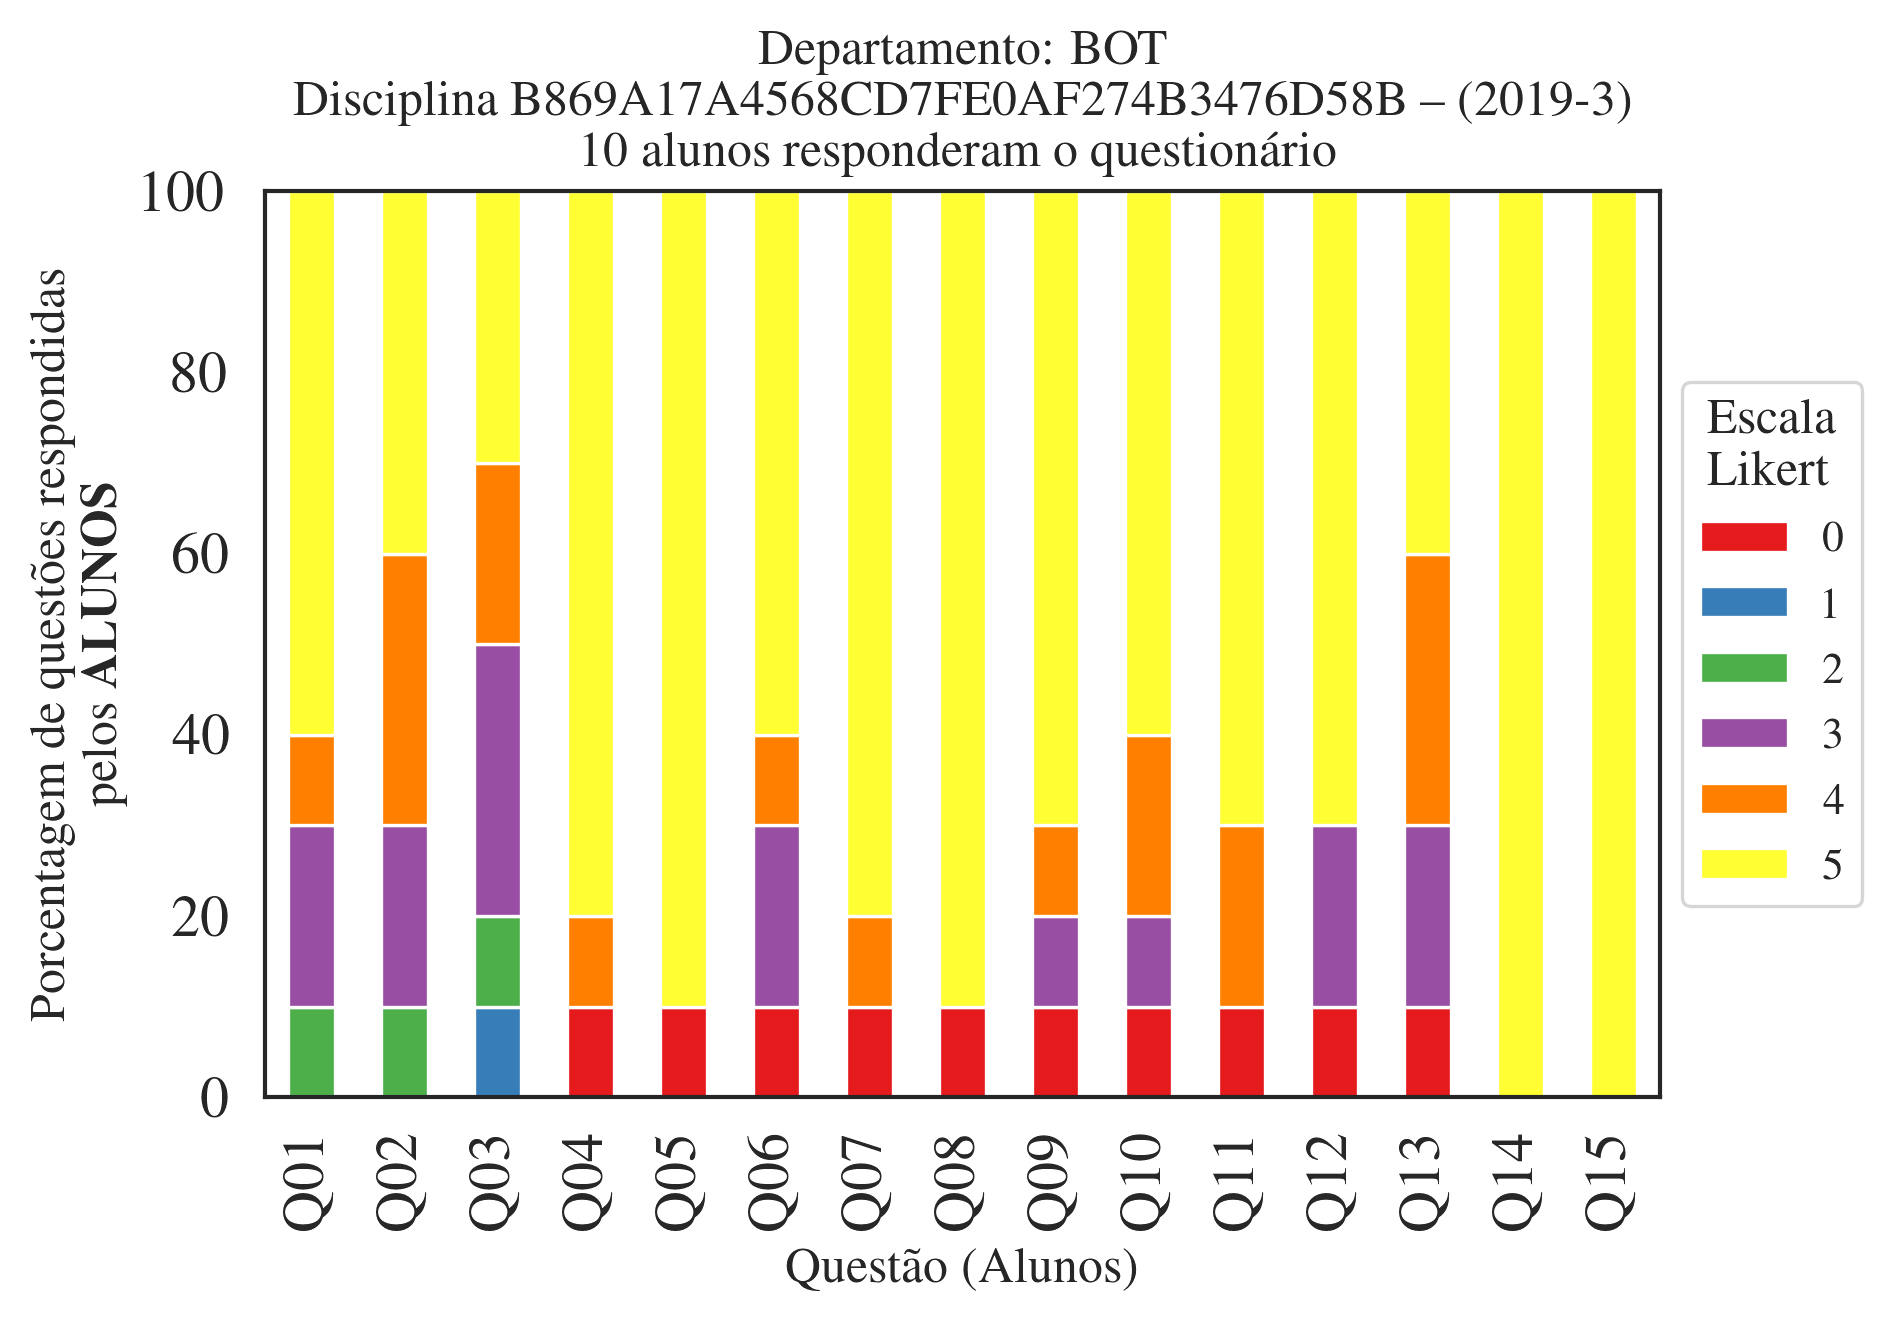 Departamento: BOT
Disciplina B869A17A4568CD7FE0AF274B3476D58B – (2019-3)
10 alunos responderam o questionário
Porcentagem de questões respondidas
pelos ALUNOS
100
80
60
40
20
0
Q01
Q02
Q03
Q04
Q05
Q06
Q07
Q08
Q09
Q10
Q11
Q12
Q13
Q14
Q15
Questão (Alunos)
Escala
Likert
0
1
2
3
4
5